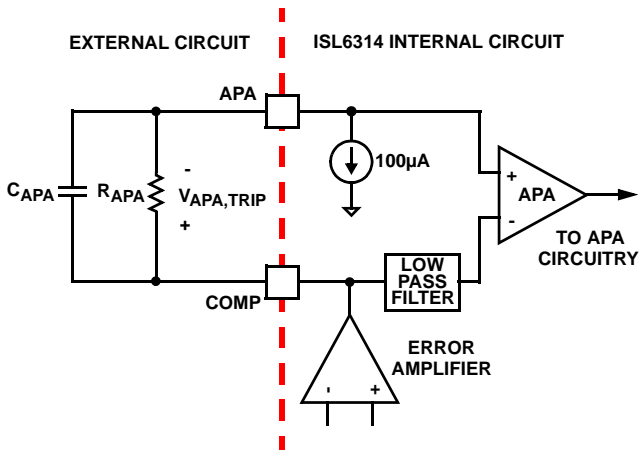 EXTERNAL CIRCUIT
ISL6314 INTERNAL CIRCUIT
APA
100µA
CAPA
RAPA
-
VAPA,TRIP
+
+
APA
-
TO APA
CIRCUITRY
LOW
PASS
FILTER
COMP
ERROR
AMPLIFIER
- +